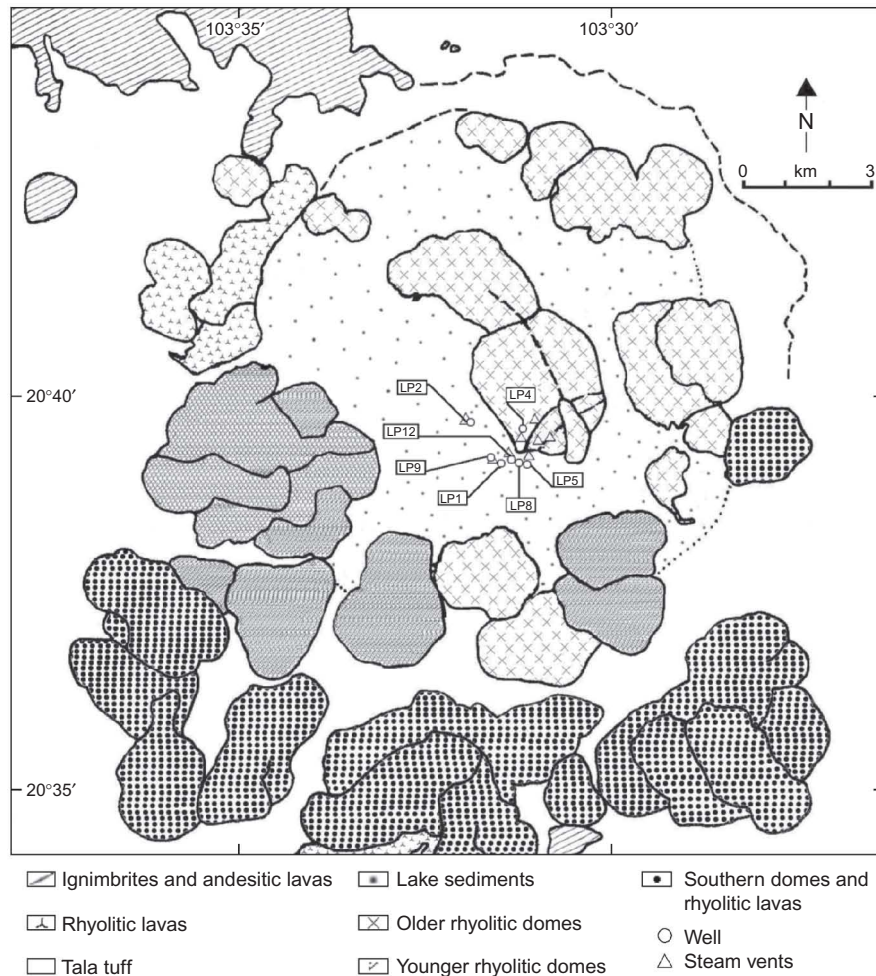 103°35′ 103°30′
N
0 km 3
20°40′
LP2
LP4
LP12
LP9
LP1
LP8
LP5
20°35′
Ignimbrites and andesitic lavas
Rhyolitic lavas
Tala tuff
Lake sediments
Older rhyolitic domes
Younger rhyolitic domes
Southern domes and
rhyolitic lavas
Well
Steam vents